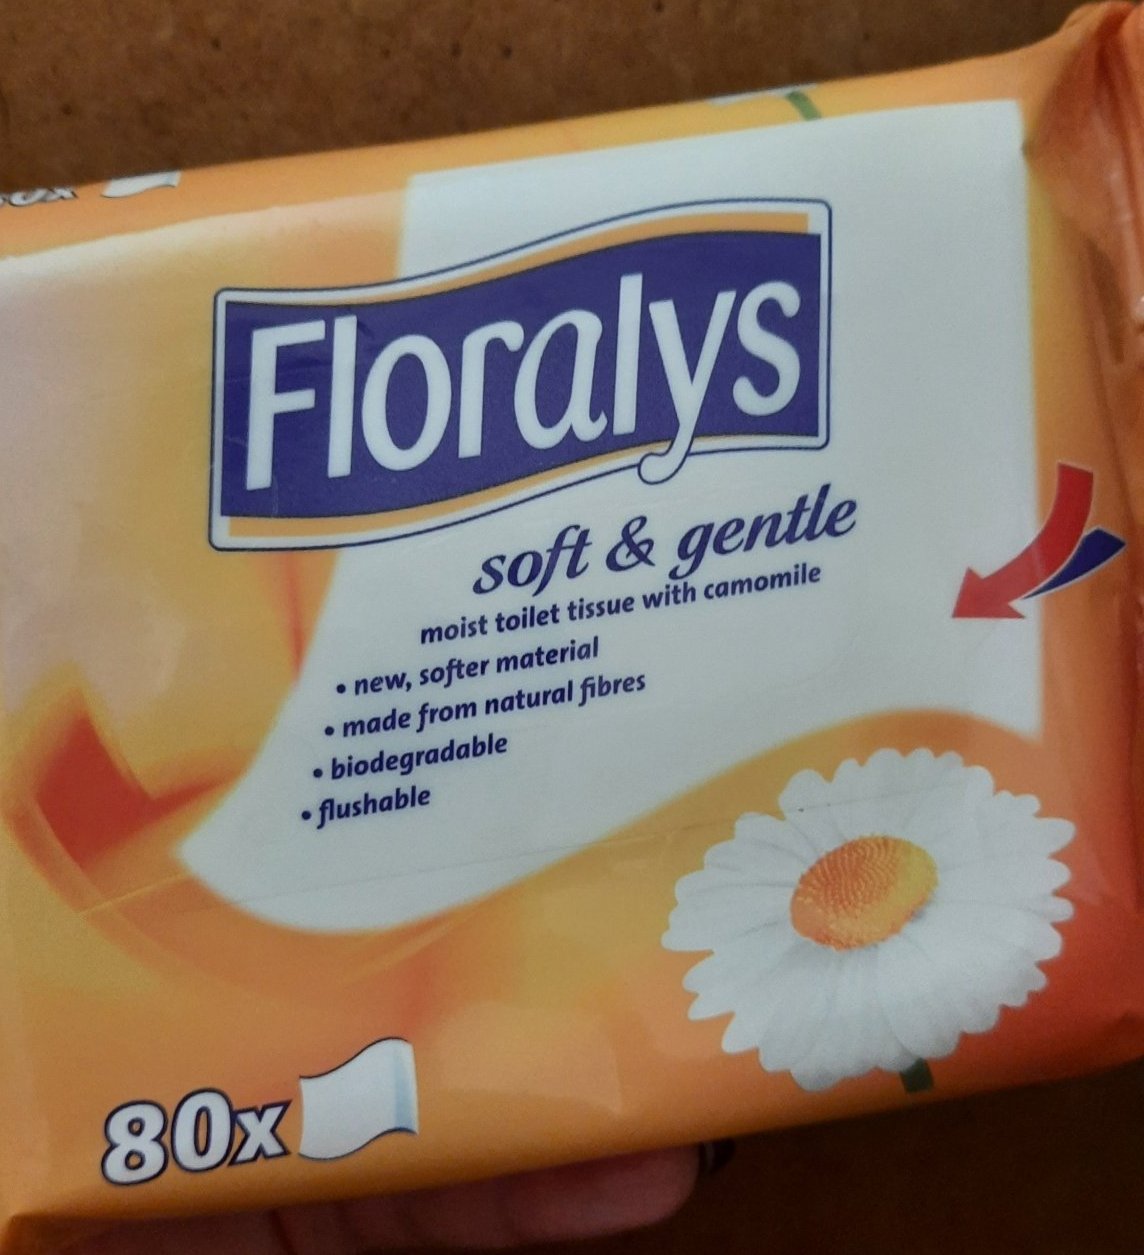 Floralys
soft & gentle
moist toilet tissue with camomile
• new, softer material
• made from natural fibres
• biodegradable
• flushable
80x